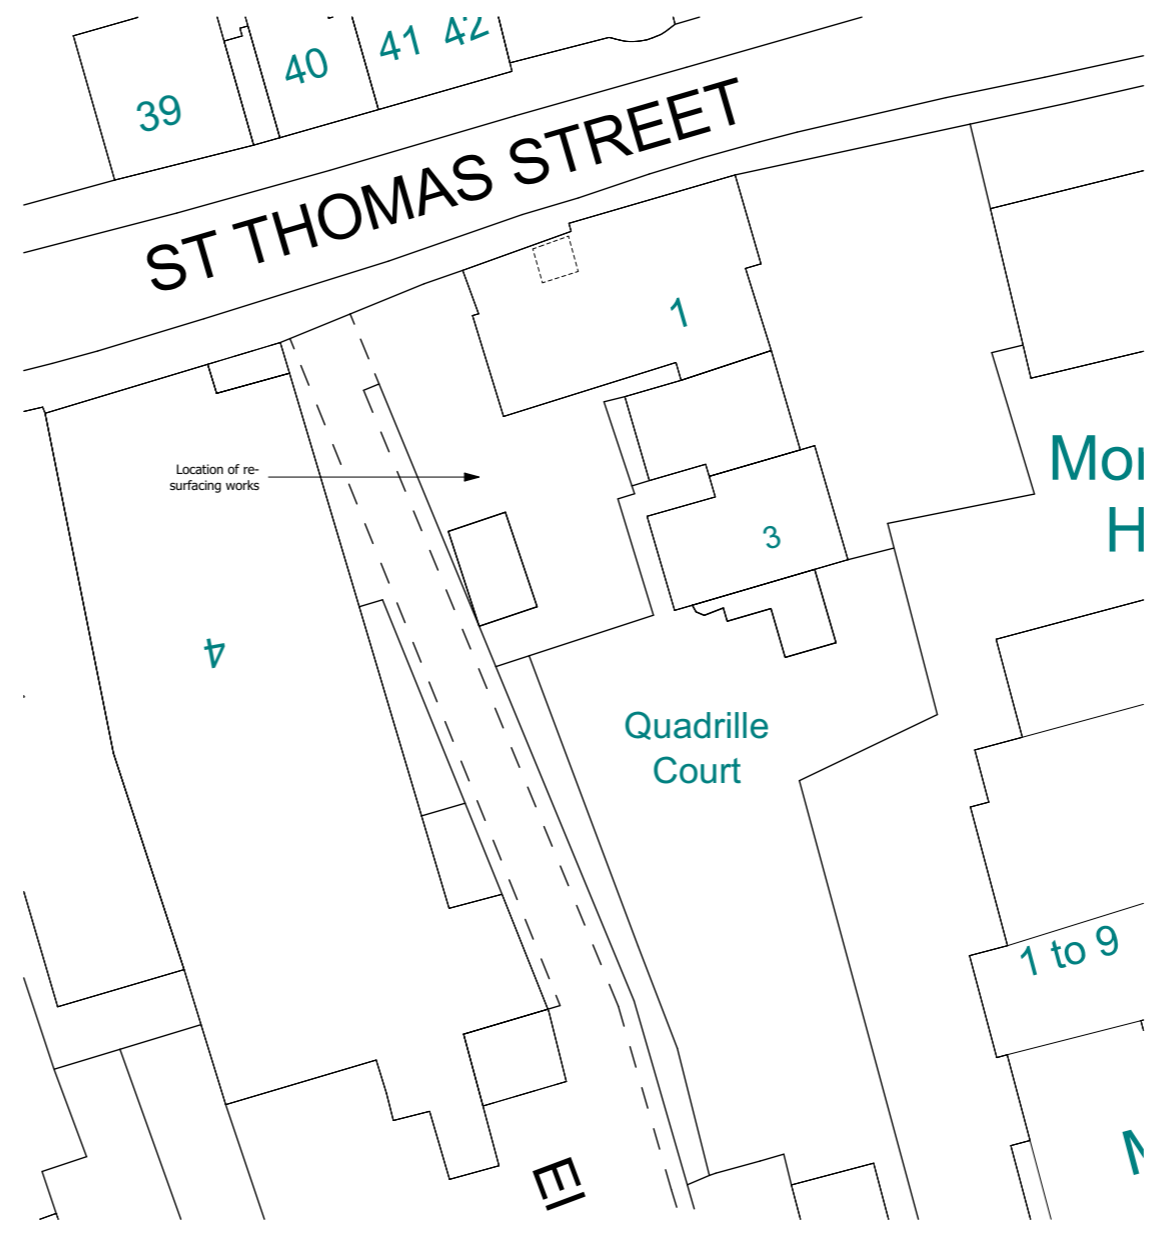 41 42
40
39
ST THOMAS STREET
1
Location of re-
surfacing works
3
4
Quadrille
Court
1 to 9